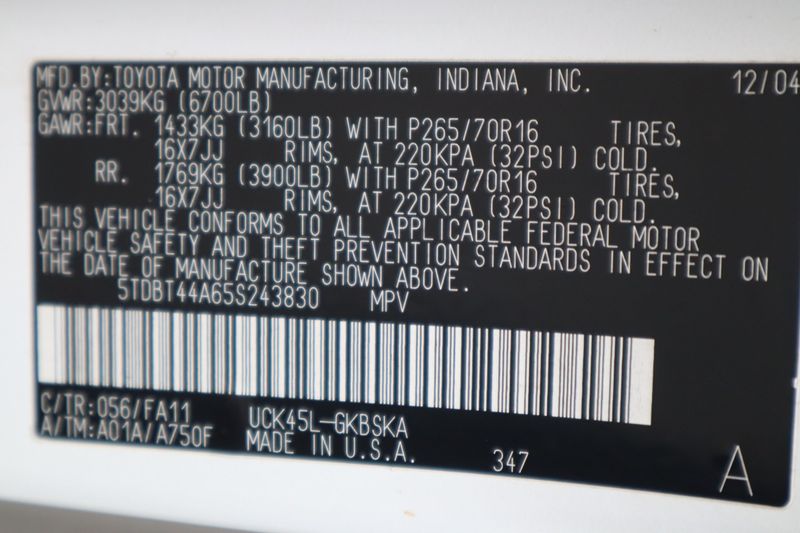 MFD.BY:TOYOTA MOTOR MANUFACTURING, INDIANA, INC. 12/04
GVWR:3039KG (6700LB)
GAWR:FRT. 1433KG (3160LB) WITH P265/70R16 TIRES,
16X7JJ RIMS, AT 220KPA (32PSI) COLD.
RR. 1769KG (3900LB) WITH P265/70R16 TIRES,
16X7JJ RIMS, AT 220KPA (32PSI) COLD.
THIS VEHICLE CONFORMS TO ALL APPLICABLE FEDERAL MOTOR
VEHICLE SAFETY AND THEFT PREVENTION STANDARDS IN EFFECT ON
THE DATE OF MANUFACTURE SHOWN ABOVE.
5TDBT44A65S243830 MPV
C/TR:056/FA11 UCK45L-GKBSKA
A/TM:A01A/A750F MADE IN U.S.A. 347 A